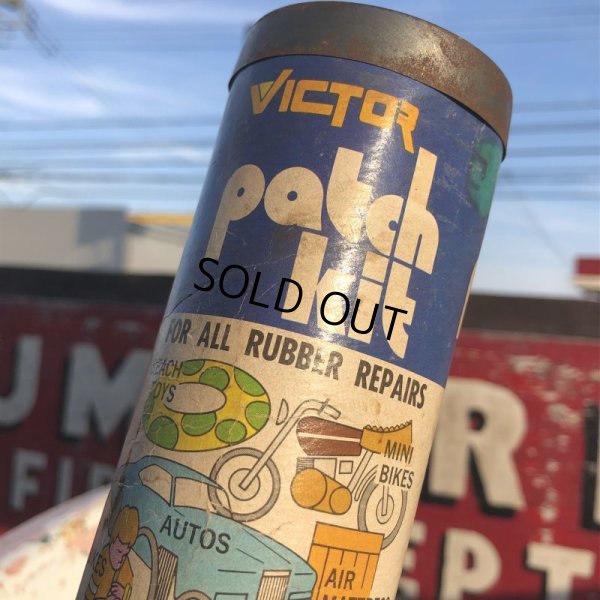 VICTOR
patch
kit
SOLD OUT
FOR ALL RUBBER REPAIRS
BEACH
TOYS
MINI
BIKES
AUTOS
AIR